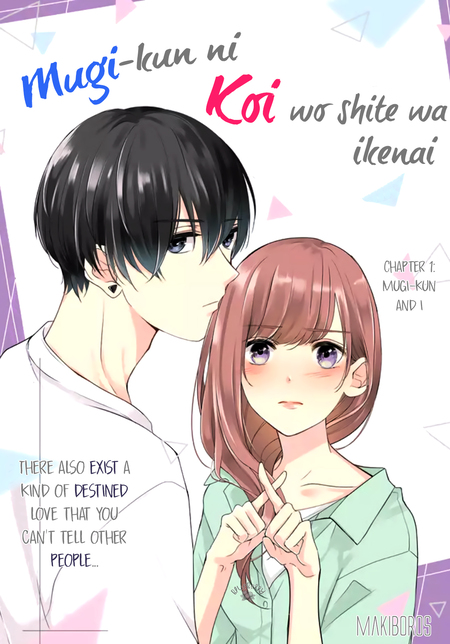 Mugi-kun ni
Koi wo shite wa
ikenai
CHAPTER 1:
MUGI-KUN
AND I
THERE ALSO EXIST A
KIND OF DESTINED
LOVE THAT YOU
CAN'T TELL OTHER
PEOPLE...
MAKIBOROS